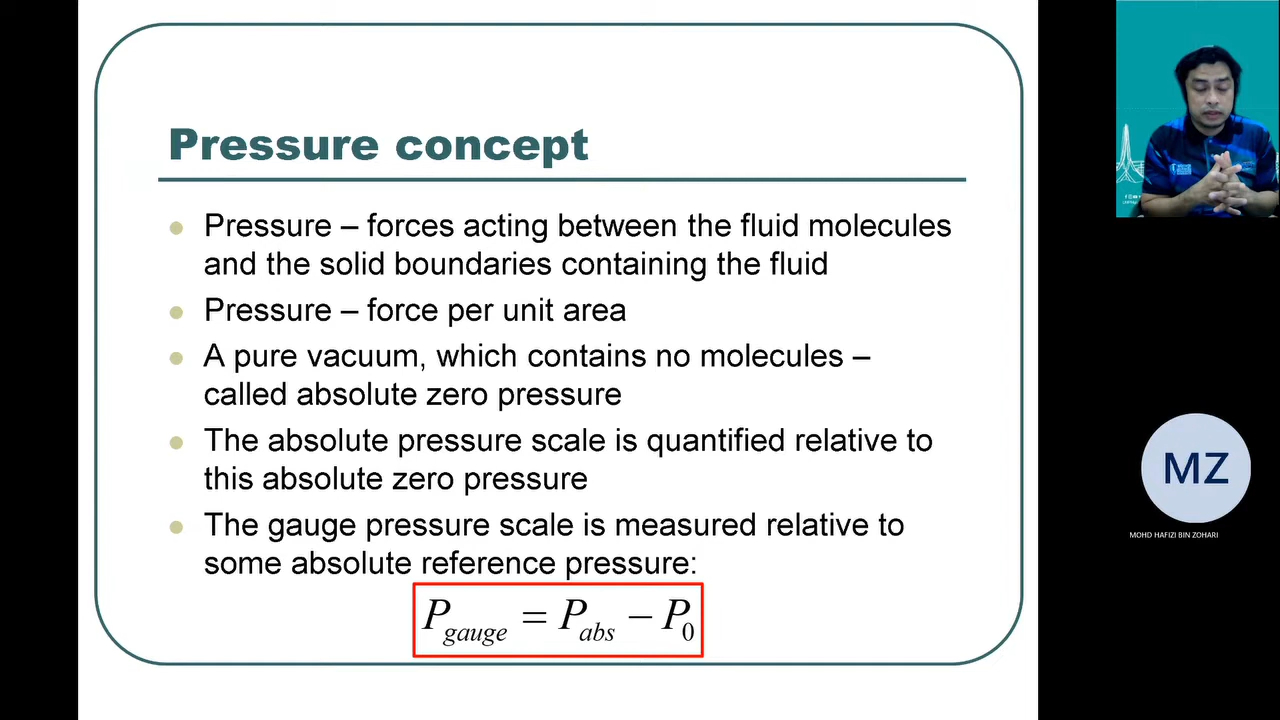 Pressure concept
Pressure – forces acting between the fluid molecules
and the solid boundaries containing the fluid
Pressure – force per unit area
A pure vacuum, which contains no molecules –
called absolute zero pressure
The absolute pressure scale is quantified relative to
this absolute zero pressure
The gauge pressure scale is measured relative to
some absolute reference pressure:
P_gauge = P_abs − P_0
MZ
MOHD HAFIZI BIN ZOHARI